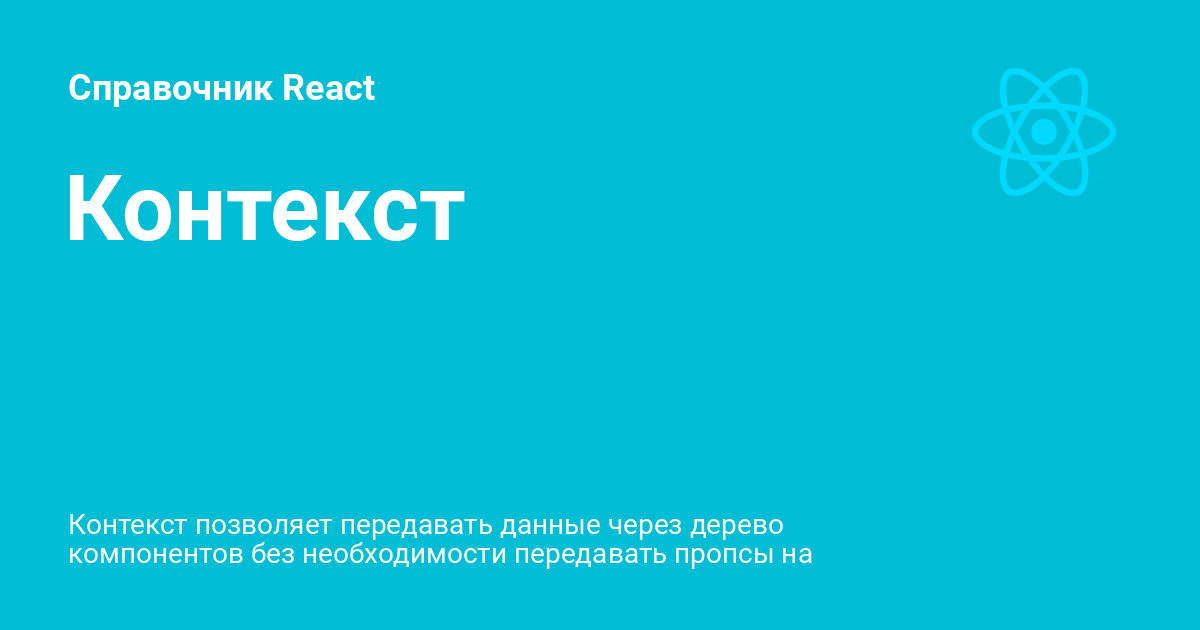 Справочник React
Контекст
Контекст позволяет передавать данные через дерево
компонентов без необходимости передавать пропсы на